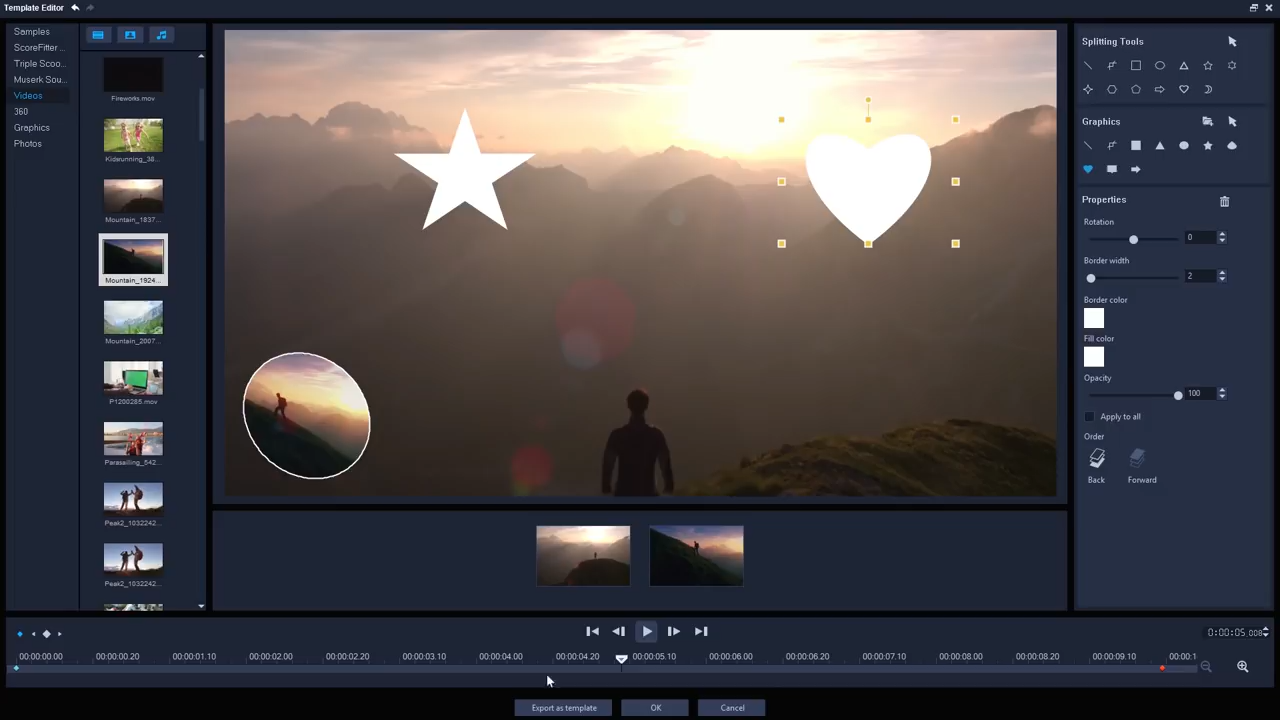 Template Editor
Samples
ScoreFitter...
Triple Scoo...
Muserk Sou...
Videos
360
Graphics
Photos
Fireworks.mov
Kidsrunning_38...
Mountain_1837...
Mountain_1924...
Mountain_2007...
P1200285.mov
Parasailling_542...
Peak2_1032242...
Peak2_1032242...
Splitting Tools
Graphics
Properties
Rotation
0
Border width
2
Border color
Fill color
Opacity
100
Apply to all
Order
Back
Forward
0:00:05.008
00:00:00.00
00:00:00.20
00:00:01.10
00:00:02.00
00:00:02.20
00:00:03.10
00:00:04.00
00:00:04.20
00:00:05.10
00:00:06.00
00:00:06.20
00:00:07.10
00:00:08.00
00:00:08.20
00:00:09.10
00:00:1
Export as template
OK
Cancel